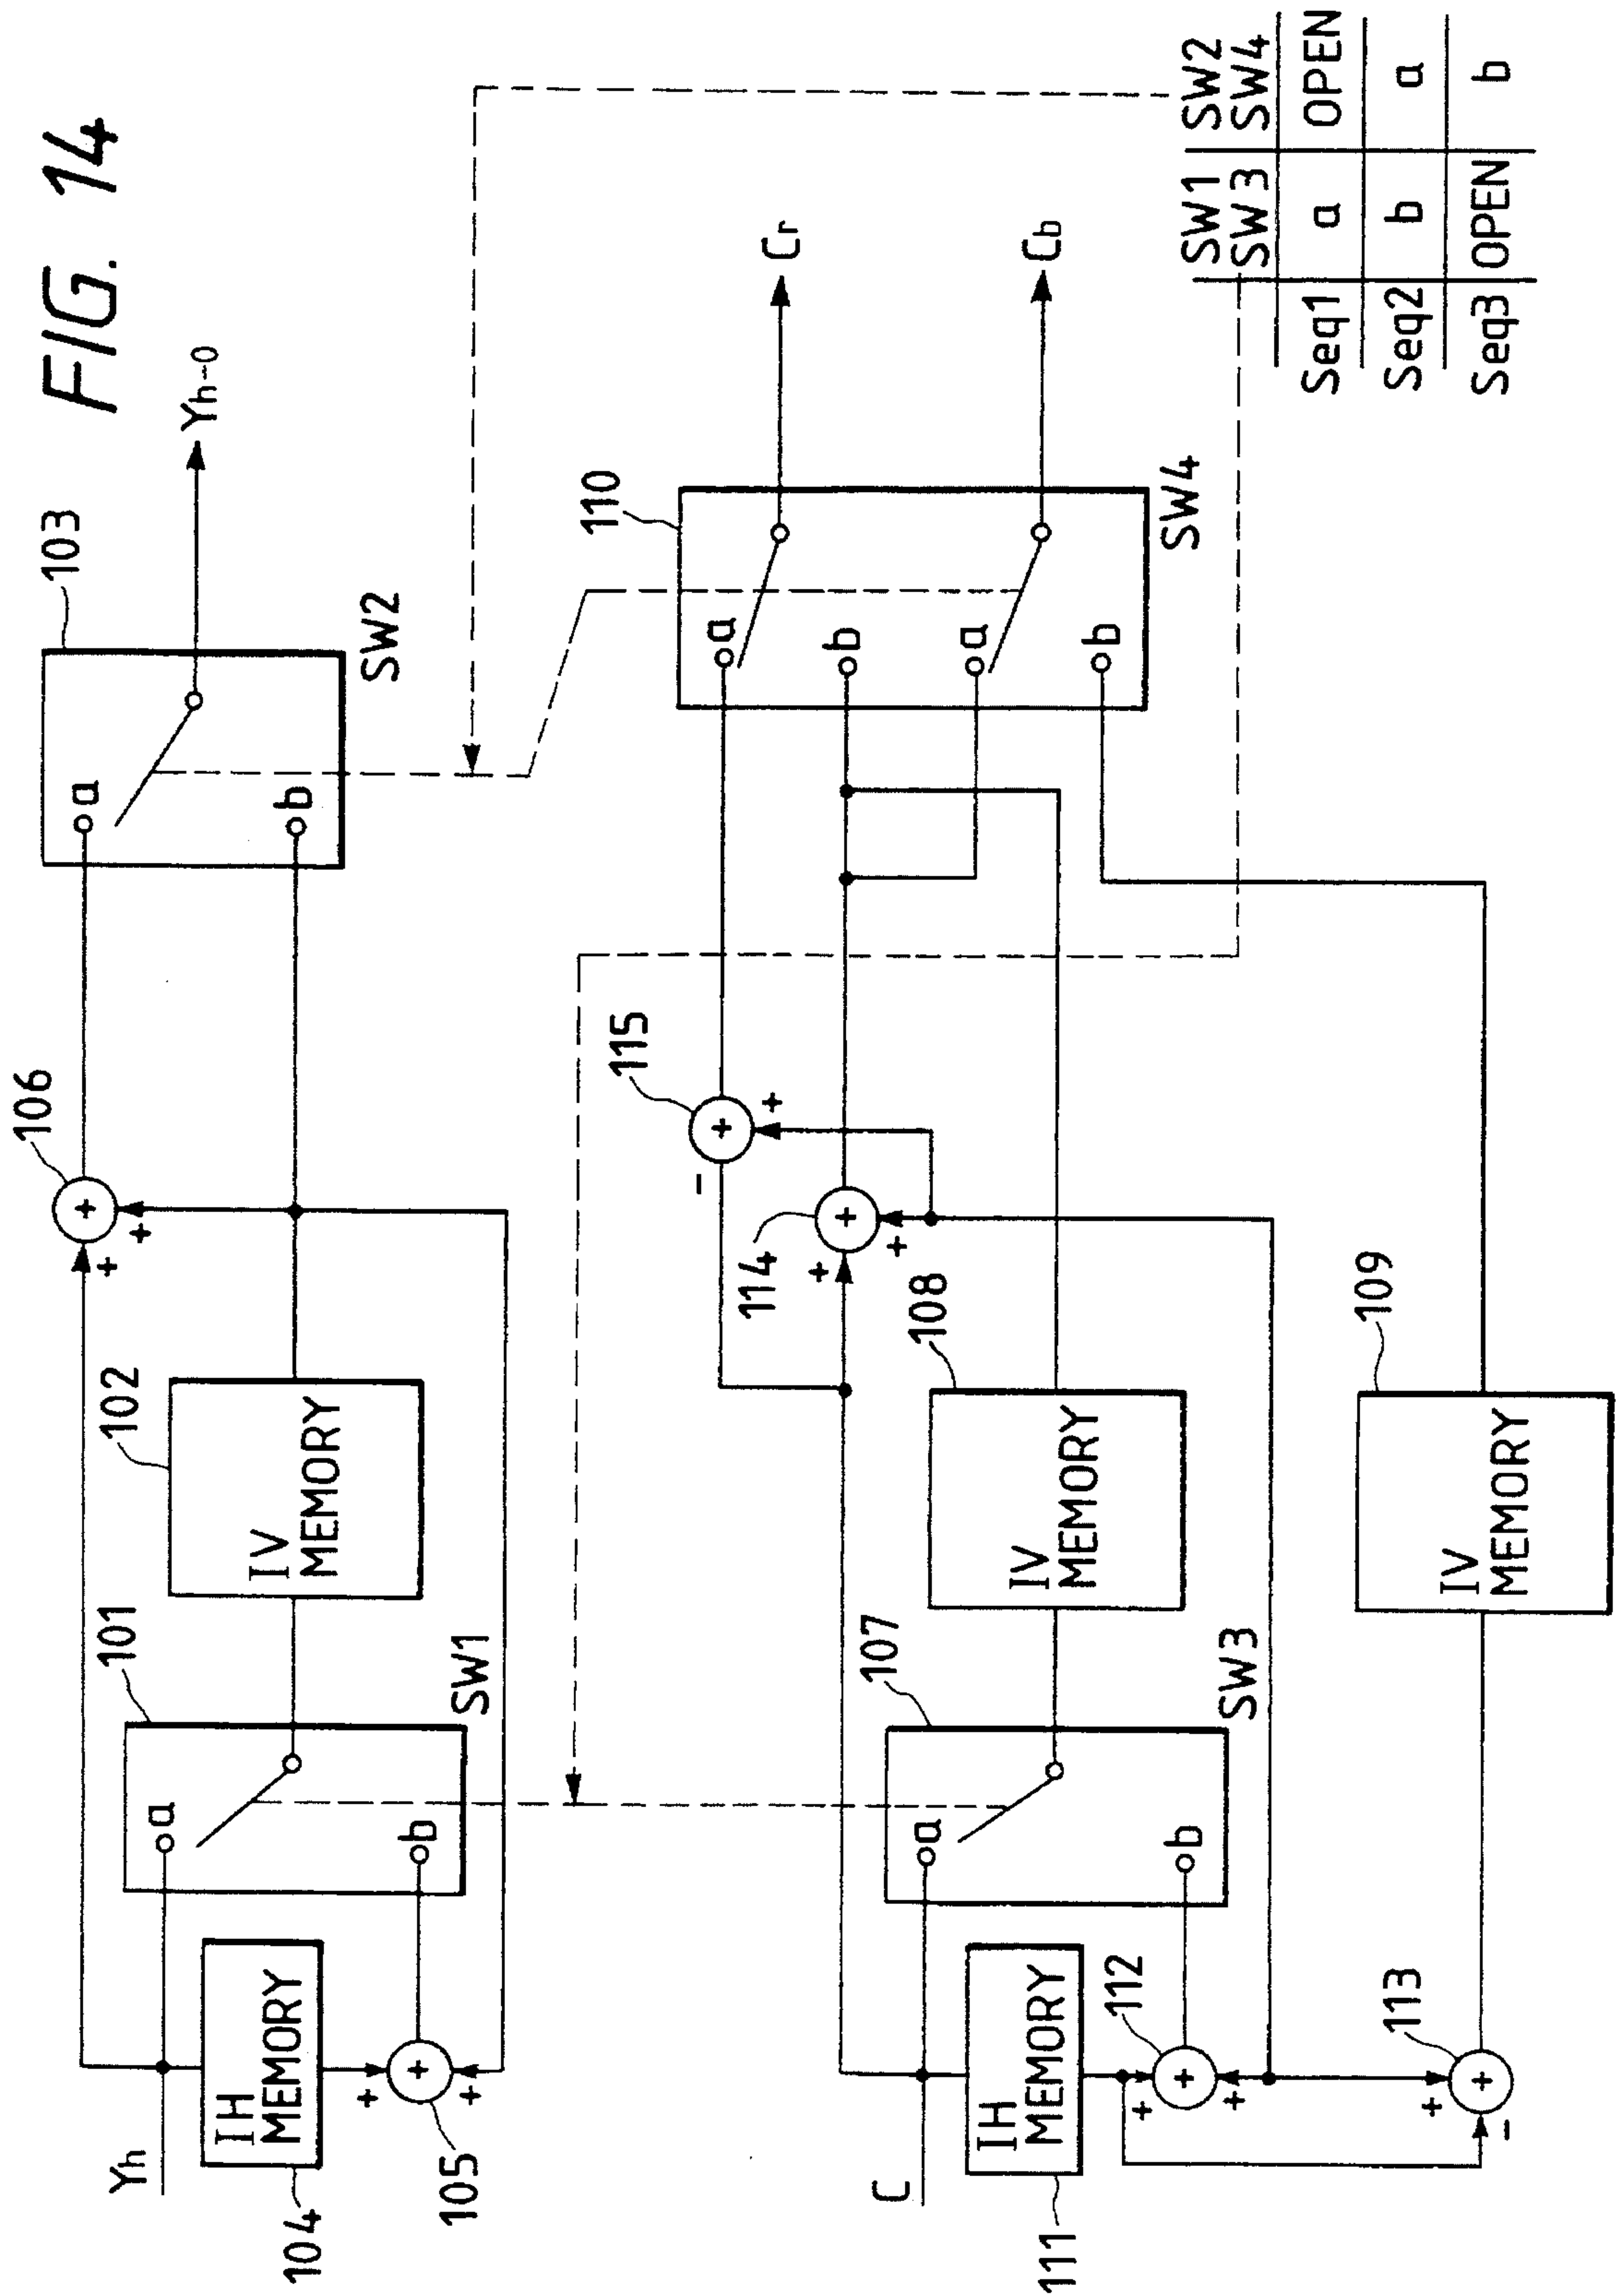 FIG. 14
103
SW2
Yh-0
106
102
IV
MEMORY
101
SW1
a
b
a
b
Yh
IH
MEMORY
104
105
+
+
+
+
+
+
110
SW4
a
b
a
b
Cr
Cb
115
+
+
-
114
+
+
+
108
IV
MEMORY
107
SW3
a
b
109
IV
MEMORY
C
IH
MEMORY
111
112
+
+
+
113
+
+
-
SW1 SW2
SW3 SW4
Seq1 a OPEN
Seq2 b a
Seq3 OPEN b